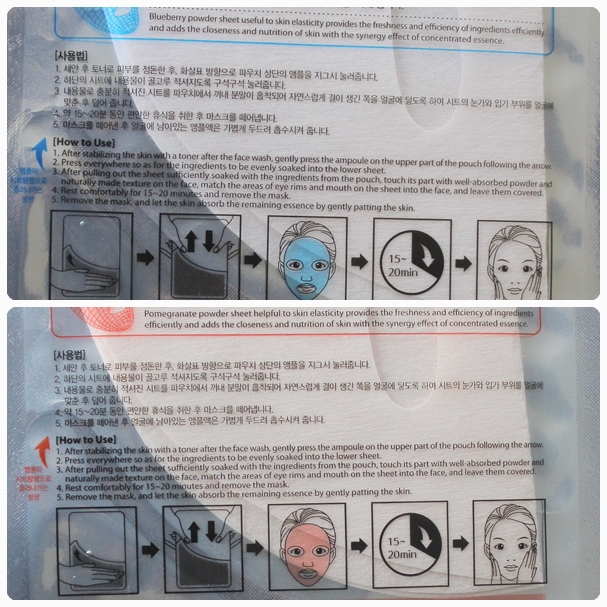 Blueberry powder sheet useful to skin elasticity provides the freshness and efficiency of ingredients efficiently
and adds the closeness and nutrition of skin with the synergy effect of concentrated essence.
[사용법]
1. 세안 후 토너로 피부를 정돈한 후, 화살표 방향으로 파우치 상단의 앰플을 지그시 눌러줍니다.
2. 하단의 시트에 내용물이 골고루 적셔지도록 구석구석 눌러줍니다.
3. 내용물로 충분히 적셔진 시트를 파우치에서 꺼내 분말이 흡착되어 자연스럽게 결이 생긴 쪽을 얼굴에 닿도록 하여 시트의 눈가와 입가 부위를 얼굴에
맞춘 후 덮어 줍니다.
4. 약 15~20분 동안 편안한 휴식을 취한 후 마스크를 떼어냅니다.
5. 마스크를 떼어낸 후 얼굴에 남아있는 앰플액은 가볍게 두드려 흡수시켜 줍니다.
[How to Use]
1. After stabilizing the skin with a toner after the face wash, gently press the ampoule on the upper part of the pouch following the arrow.
2. Press everywhere so as for the ingredients to be evenly soaked into the lower sheet.
3. After pulling out the sheet sufficiently soaked with the ingredients from the pouch, touch its part with well-absorbed powder and
naturally made texture on the face, match the areas of eye rims and mouth on the sheet into the face, and leave them covered.
4. Rest comfortably for 15~20 minutes and remove the mask.
5. Remove the mask, and let the skin absorb the remaining essence by gently patting the skin.
앰플이
시트방향으로
흘러나가는
방향
15~
20min
Pomegranate powder sheet helpful to skin elasticity provides the freshness and efficiency of ingredients
efficiently and adds the closeness and nutrition of skin with the synergy effect of concentrated essence.
[사용법]
1. 세안 후 토너로 피부를 정돈한 후, 화살표 방향으로 파우치 상단의 앰플을 지그시 눌러줍니다.
2. 하단의 시트에 내용물이 골고루 적셔지도록 구석구석 눌러줍니다.
3. 내용물로 충분히 적셔진 시트를 파우치에서 꺼내 분말이 흡착되어 자연스럽게 결이 생긴 쪽을 얼굴에 닿도록 하여 시트의 눈가와 입가 부위를 얼굴에
맞춘 후 덮어 줍니다.
4. 약 15~20분 동안 편안한 휴식을 취한 후 마스크를 떼어냅니다.
5. 마스크를 떼어낸 후 얼굴에 남아있는 앰플액은 가볍게 두드려 흡수시켜 줍니다.
[How to Use]
1. After stabilizing the skin with a toner after the face wash, gently press the ampoule on the upper part of the pouch following the arrow.
2. Press everywhere so as for the ingredients to be evenly soaked into the lower sheet.
3. After pulling out the sheet sufficiently soaked with the ingredients from the pouch, touch its part with well-absorbed powder and
naturally made texture on the face, match the areas of eye rims and mouth on the sheet into the face, and leave them covered.
4. Rest comfortably for 15~20 minutes and remove the mask.
5. Remove the mask, and let the skin absorb the remaining essence by gently patting the skin.
앰플이
시트방향으로
흘러나가는
방향
15~
20min